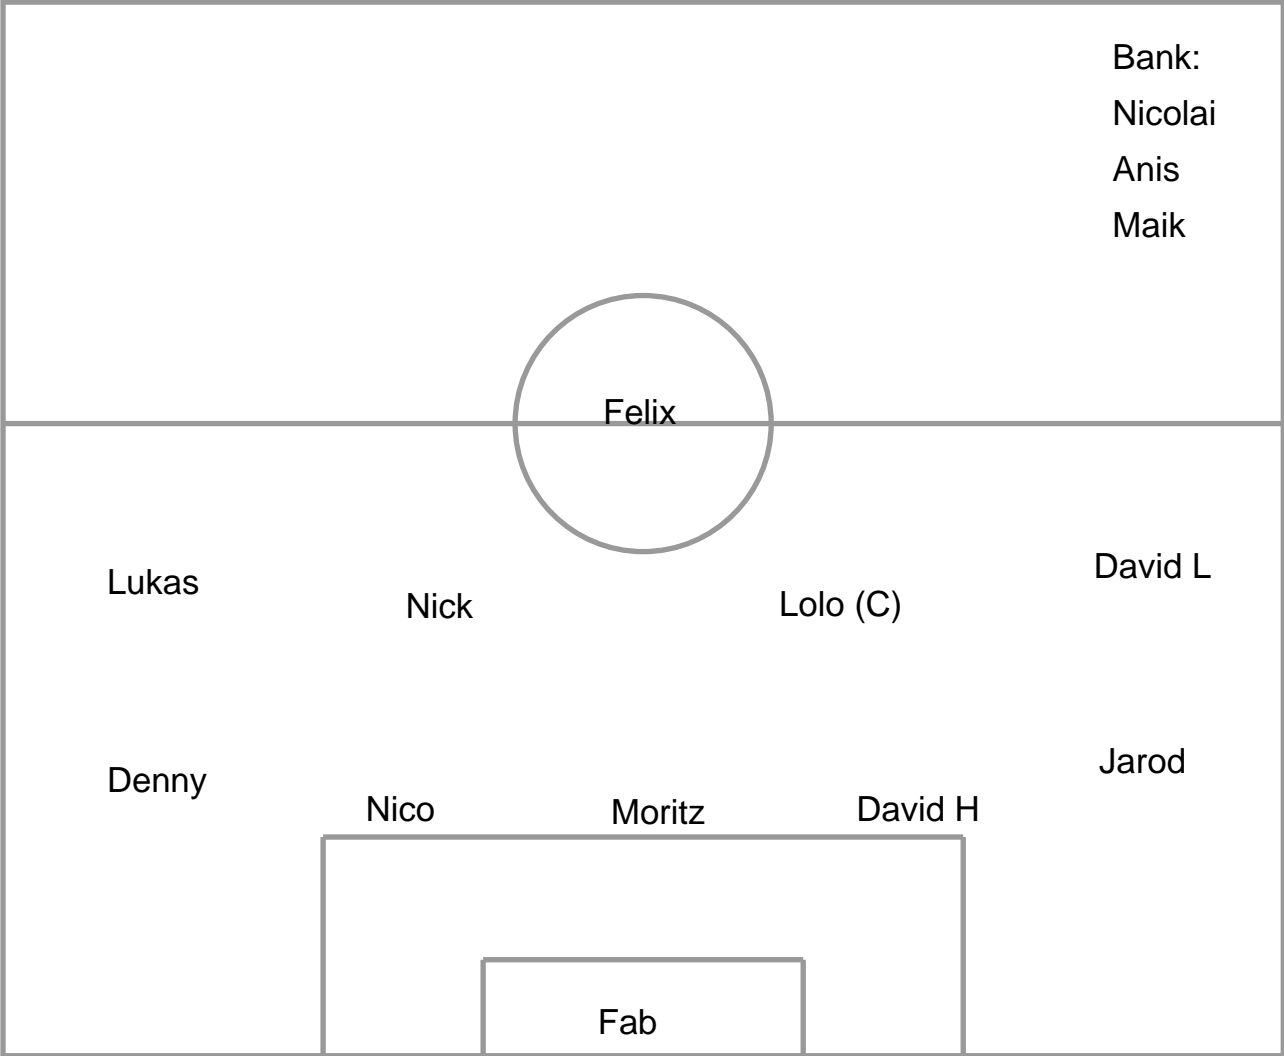 Bank:
Nicolai
Anis
Maik
Felix
David L
Lukas
Nick
Lolo (C)
Jarod
Denny
Nico
Moritz
David H
Fab